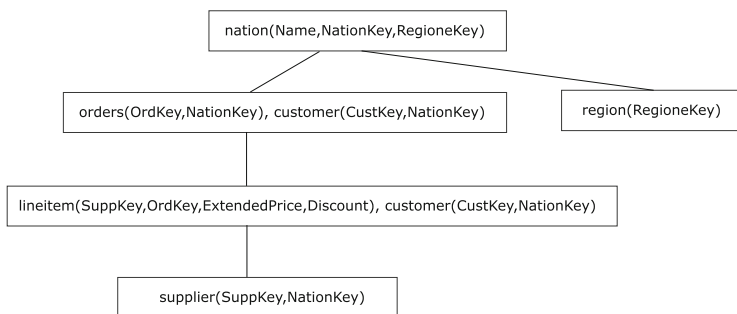 nation(Name,NationKey,RegioneKey)
orders(OrdKey,NationKey), customer(CustKey,NationKey)
region(RegioneKey)
lineitem(SuppKey,OrdKey,ExtendedPrice,Discount), customer(CustKey,NationKey)
supplier(SuppKey,NationKey)